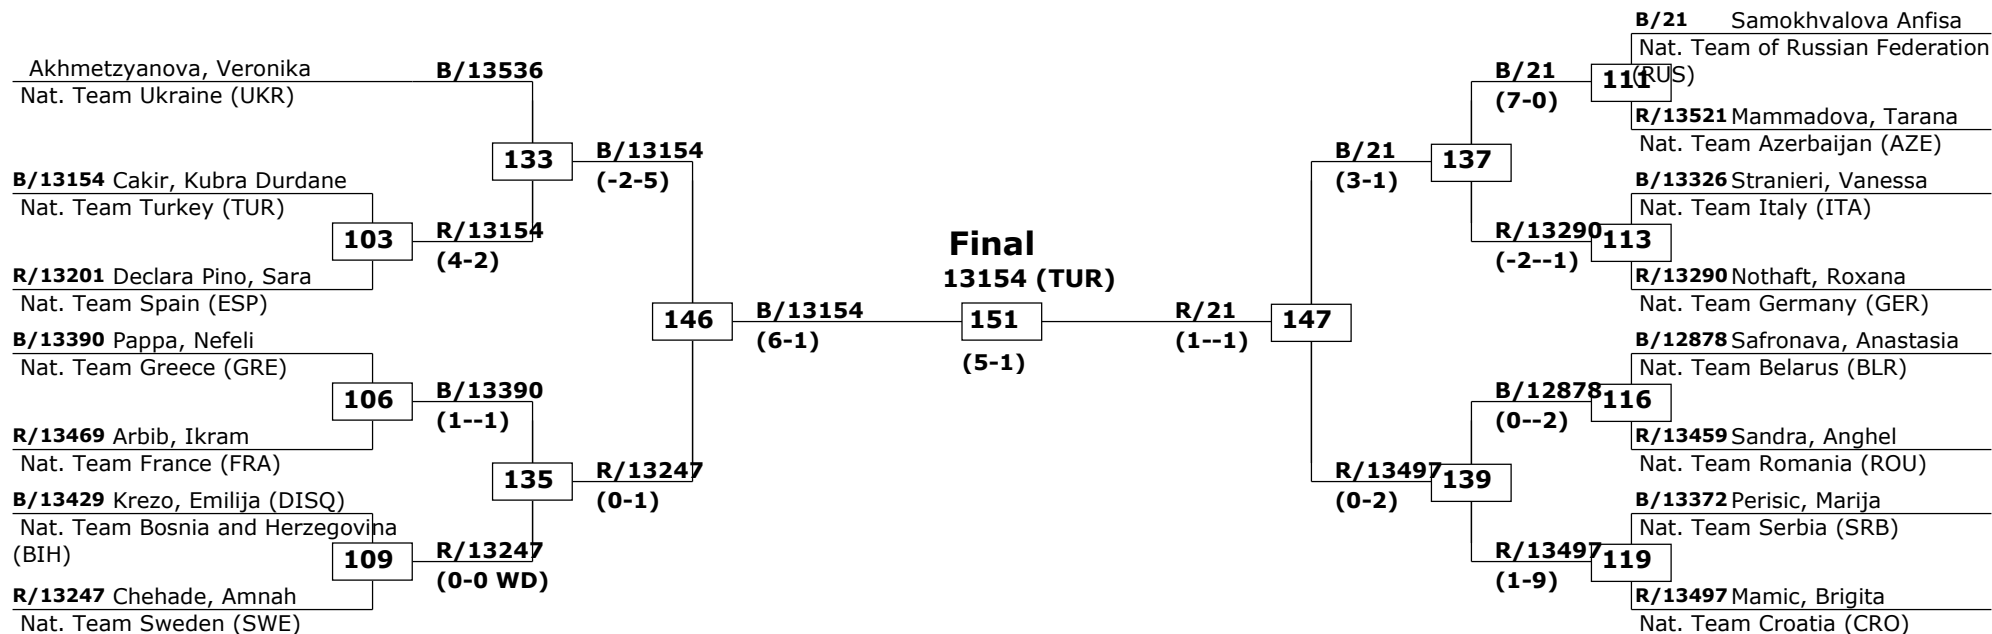 Akhmetzyanova, Veronika
Nat. Team Ukraine (UKR)
B/13154 Cakir, Kubra Durdane
Nat. Team Turkey (TUR)
R/13201 Declara Pino, Sara
Nat. Team Spain (ESP)
B/13390 Pappa, Nefeli
Nat. Team Greece (GRE)
R/13469 Arbib, Ikram
Nat. Team France (FRA)
B/13429 Krezo, Emilija (DISQ)
Nat. Team Bosnia and Herzegovina
(BIH)
R/13247 Chehade, Amnah
Nat. Team Sweden (SWE)
103
106
109
B/13536
R/13154
(4-2)
B/13390
(1--1)
R/13247
(0-0 WD)
133
135
B/13154
(-2-5)
R/13247
(0-1)
146
B/13154
(6-1)
Final
13154 (TUR)
151
(5-1)
R/21
(1--1)
147
B/21
(3-1)
R/13497
(0-2)
137
139
B/21
(7-0)
R/13290
(-2--1)
B/12878
(0--2)
R/13497
(1-9)
111
113
116
119
B/21 Samokhvalova Anfisa
Nat. Team of Russian Federation
(RUS)
R/13521 Mammadova, Tarana
Nat. Team Azerbaijan (AZE)
B/13326 Stranieri, Vanessa
Nat. Team Italy (ITA)
R/13290 Nothaft, Roxana
Nat. Team Germany (GER)
B/12878 Safronava, Anastasia
Nat. Team Belarus (BLR)
R/13459 Sandra, Anghel
Nat. Team Romania (ROU)
B/13372 Perisic, Marija
Nat. Team Serbia (SRB)
R/13497 Mamic, Brigita
Nat. Team Croatia (CRO)